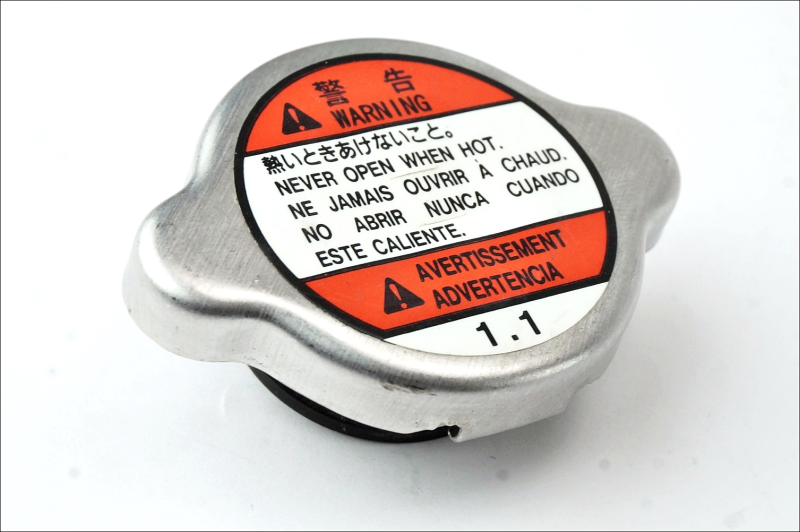 警告
WARNING
熱いときあけないこと。
NEVER OPEN WHEN HOT.
NE JAMAIS OUVRIR À CHAUD.
NO ABRIR NUNCA CUANDO
ESTE CALIENTE.
AVERTISSEMENT
ADVERTENCIA
1.1